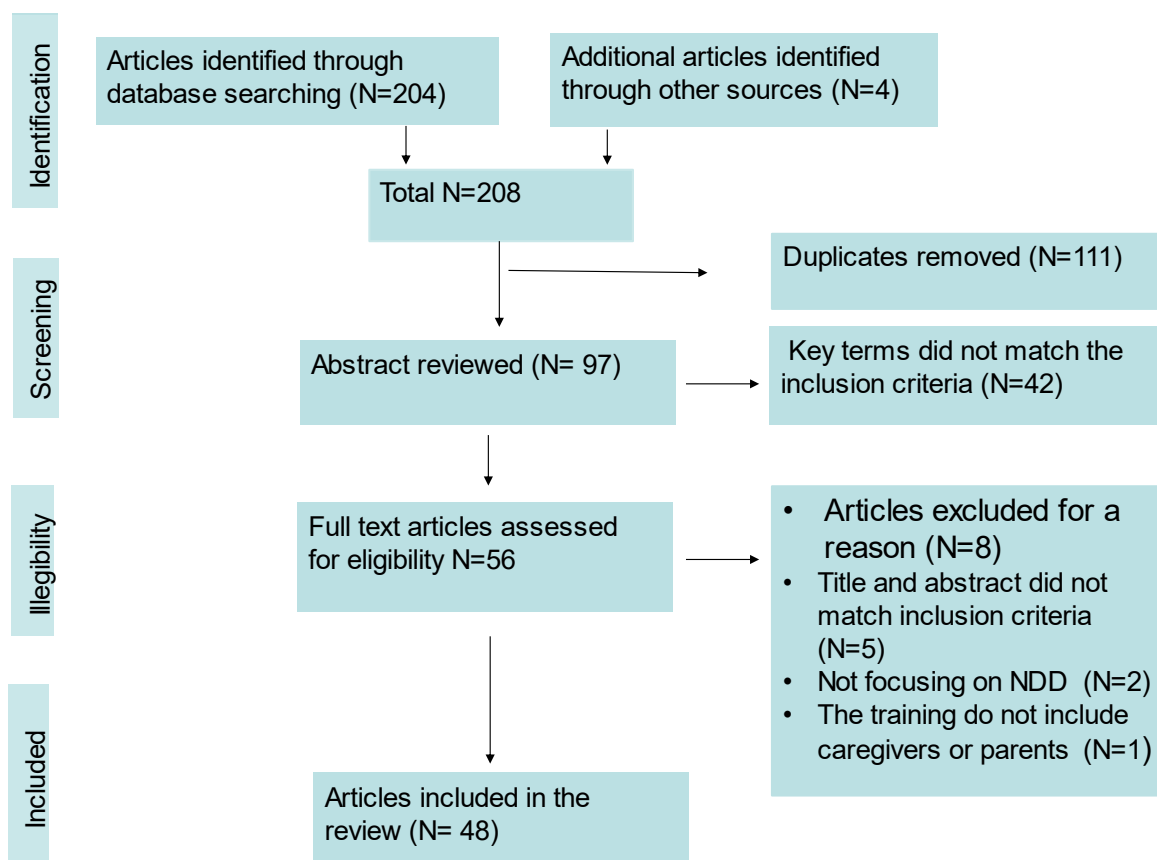 Identification
Articles identified through
database searching (N=204)
Additional articles identified
through other sources (N=4)
Total N=208
Screening
Duplicates removed (N=111)
Abstract reviewed (N= 97)
Key terms did not match the
inclusion criteria (N=42)
Illegibility
Full text articles assessed
for eligibility N=56
• Articles excluded for a
reason (N=8)
• Title and abstract did not
match inclusion criteria
(N=5)
• Not focusing on NDD (N=2)
• The training do not include
caregivers or parents (N=1)
Included
Articles included in the
review (N= 48)